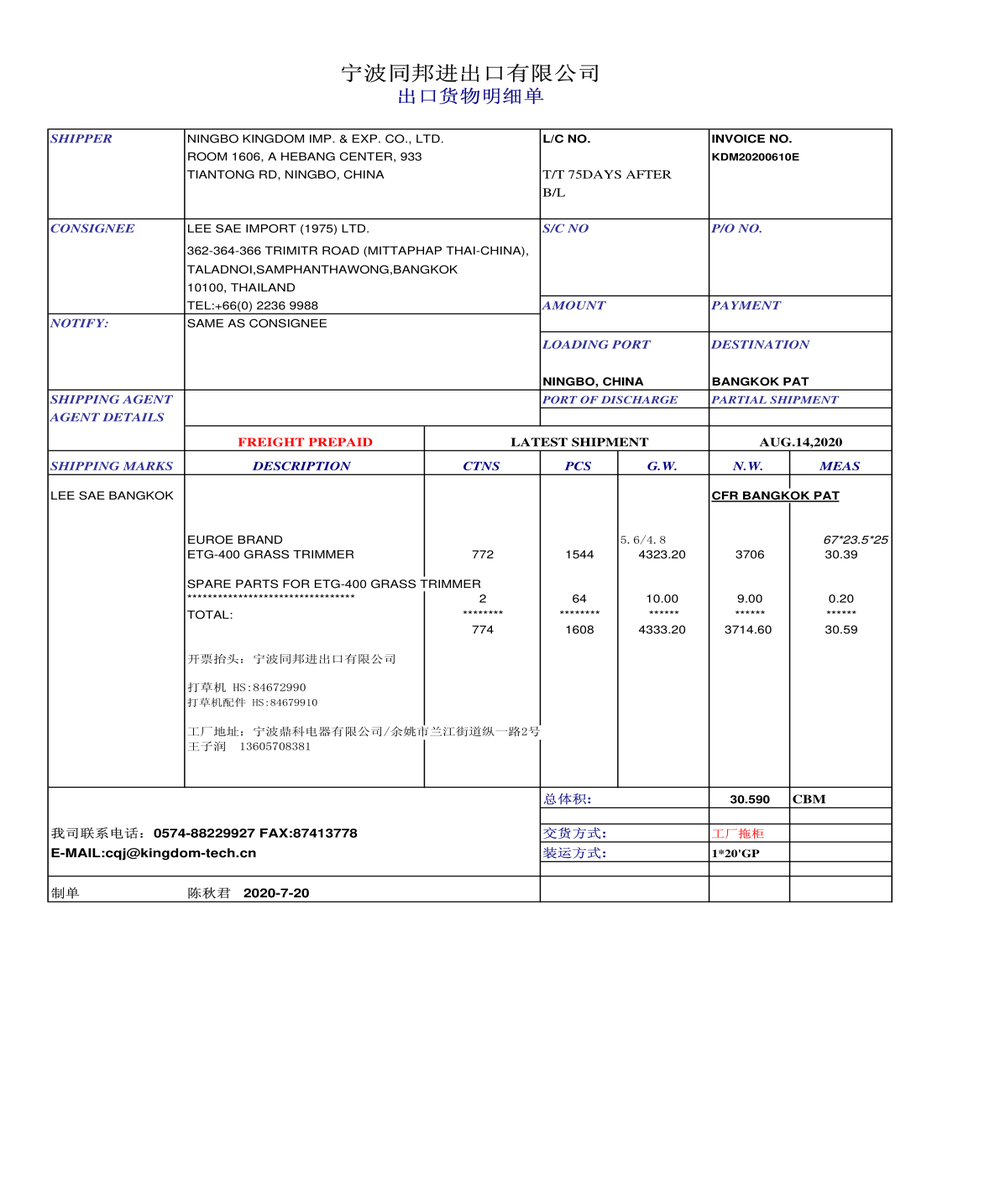 宁波同邦进出口有限公司
出口货物明细单
SHIPPER NINGBO KINGDOM IMP. & EXP. CO., LTD. L/C NO. INVOICE NO.
ROOM 1606, A HEBANG CENTER, 933 KDM20200610E
TIANTONG RD, NINGBO, CHINA T/T 75DAYS AFTER
B/L
CONSIGNEE LEE SAE IMPORT (1975) LTD. S/C NO P/O NO.
362-364-366 TRIMITR ROAD (MITTAPHAP THAI-CHINA),
TALADNOI,SAMPHANTHAWONG,BANGKOK
10100, THAILAND
TEL:+66(0) 2236 9988 AMOUNT PAYMENT
NOTIFY: SAME AS CONSIGNEE
LOADING PORT DESTINATION
NINGBO, CHINA BANGKOK PAT
SHIPPING AGENT PORT OF DISCHARGE PARTIAL SHIPMENT
AGENT DETAILS
FREIGHT PREPAID LATEST SHIPMENT AUG.14,2020
SHIPPING MARKS DESCRIPTION CTNS PCS G.W. N.W. MEAS
LEE SAE BANGKOK CFR BANGKOK PAT
EUROE BRAND 5.6/4.8 67*23.5*25
ETG-400 GRASS TRIMMER 772 1544 4323.20 3706 30.39
SPARE PARTS FOR ETG-400 GRASS TRIMMER
********************************* 2 64 10.00 9.00 0.20
TOTAL: ******** ******** ****** ****** ******
774 1608 4333.20 3714.60 30.59
开票抬头：宁波同邦进出口有限公司
打草机 HS:84672990
打草机配件 HS:84679910
工厂地址：宁波鼎科电器有限公司/余姚市兰江街道纵一路2号
王子润 13605708381
总体积: 30.590 CBM
我司联系电话：0574-88229927 FAX:87413778 交货方式: 工厂拖柜
E-MAIL:cqj@kingdom-tech.cn 装运方式: 1*20'GP
制单 陈秋君 2020-7-20